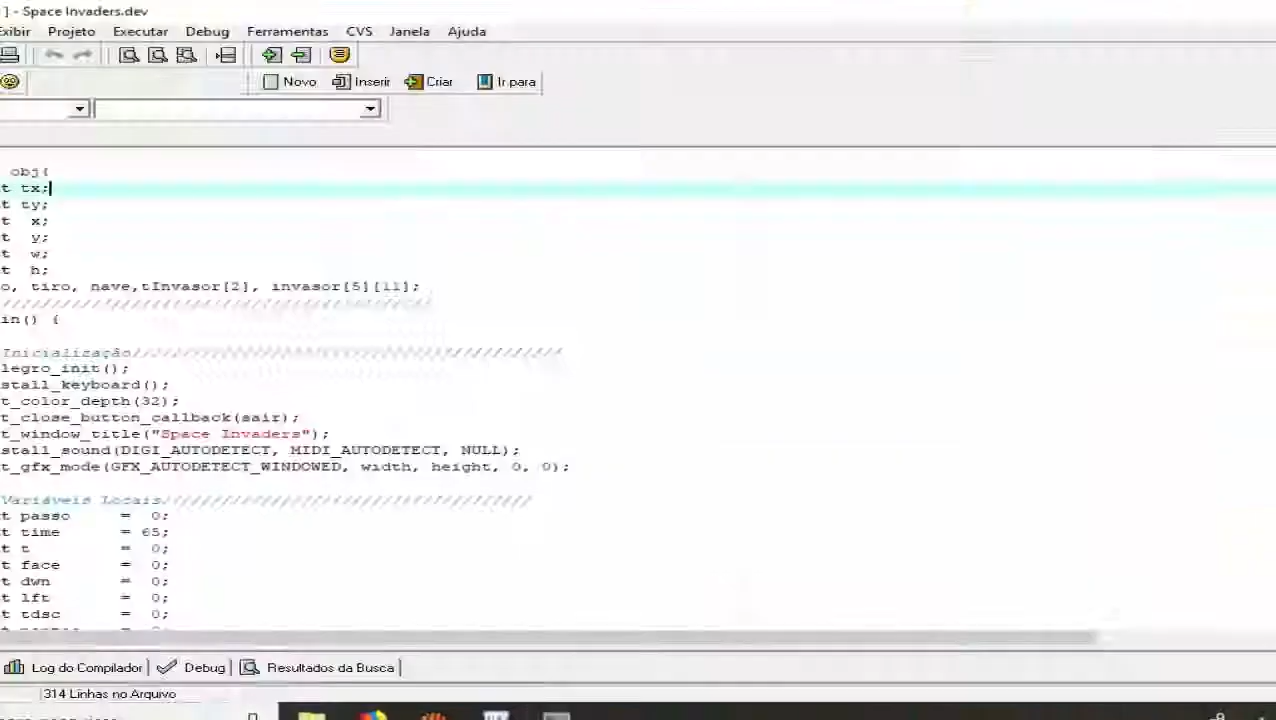 ] - Space Invaders.dev
Exibir Projeto Executar Debug Ferramentas CVS Janela Ajuda
Novo Inserir Criar Ir para
obj{
t tx;
t ty;
t x;
t y;
t w;
t h;
o, tiro, nave,tInvasor[2], invasor[5][11];
///////////////////////////////////////////
in() {
Inicialização///////////////////////////////////////////
legro_init();
stall_keyboard();
t_color_depth(32);
t_close_button_callback(sair);
t_window_title("Space Invaders");
stall_sound(DIGI_AUTODETECT, MIDI_AUTODETECT, NULL);
t_gfx_mode(GFX_AUTODETECT_WINDOWED, width, height, 0, 0);
Variáveis Locais/////////////////////////////////////
t passo = 0;
t time = 65;
t t = 0;
t face = 0;
t dwn = 0;
t lft = 0;
t tdsc = 0;
Log do Compilador Debug Resultados da Busca
314 Linhas no Arquivo